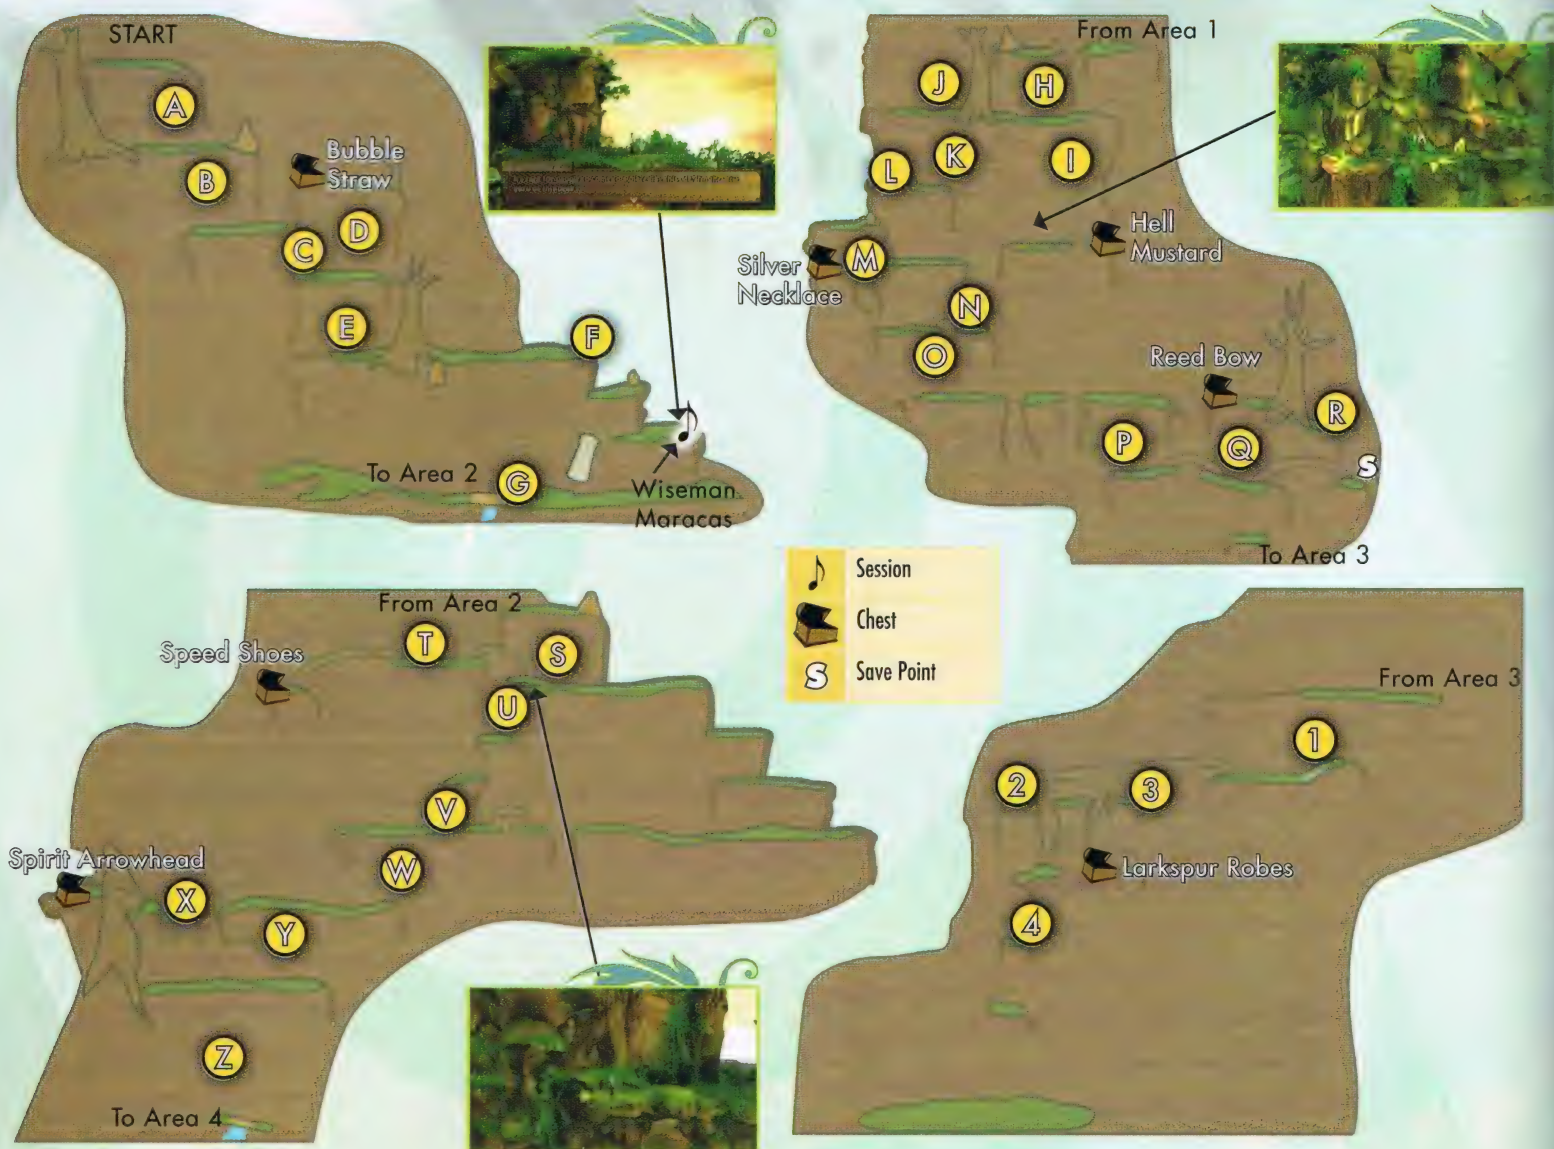 START
A
B
Bubble
Straw
C
D
E
F
To Area 2
G
Wiseman
Maracas
From Area 1
J
H
L
K
I
Silver
Necklace
M
Hell
Mustard
N
O
Reed Bow
P
Q
R
S
To Area 3
Session
Chest
S Save Point
From Area 2
Speed Shoes
T
S
U
V
Spirit Arrowhead
W
X
Y
Z
To Area 4
From Area 3
1
2
3
Larkspur Robes
4